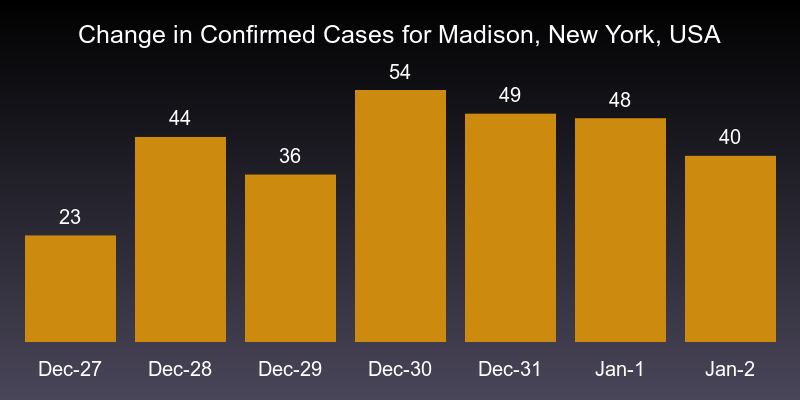 Change in Confirmed Cases for Madison, New York, USA
23
44
36
54
49
48
40
Dec-27
Dec-28
Dec-29
Dec-30
Dec-31
Jan-1
Jan-2